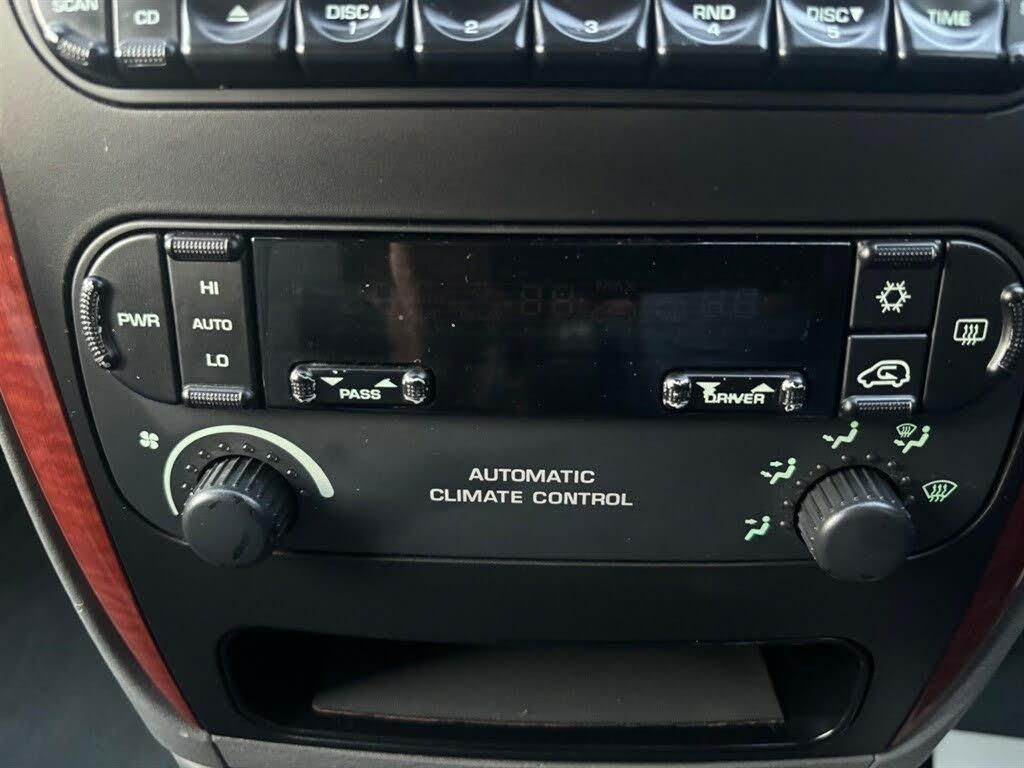 SCAN CD DISC▲ RND DISC▼ TIME
1 2 3 4 5
PWR
HI
AUTO
LO
MAX
PASS
DRIVER
AUTOMATIC
CLIMATE CONTROL